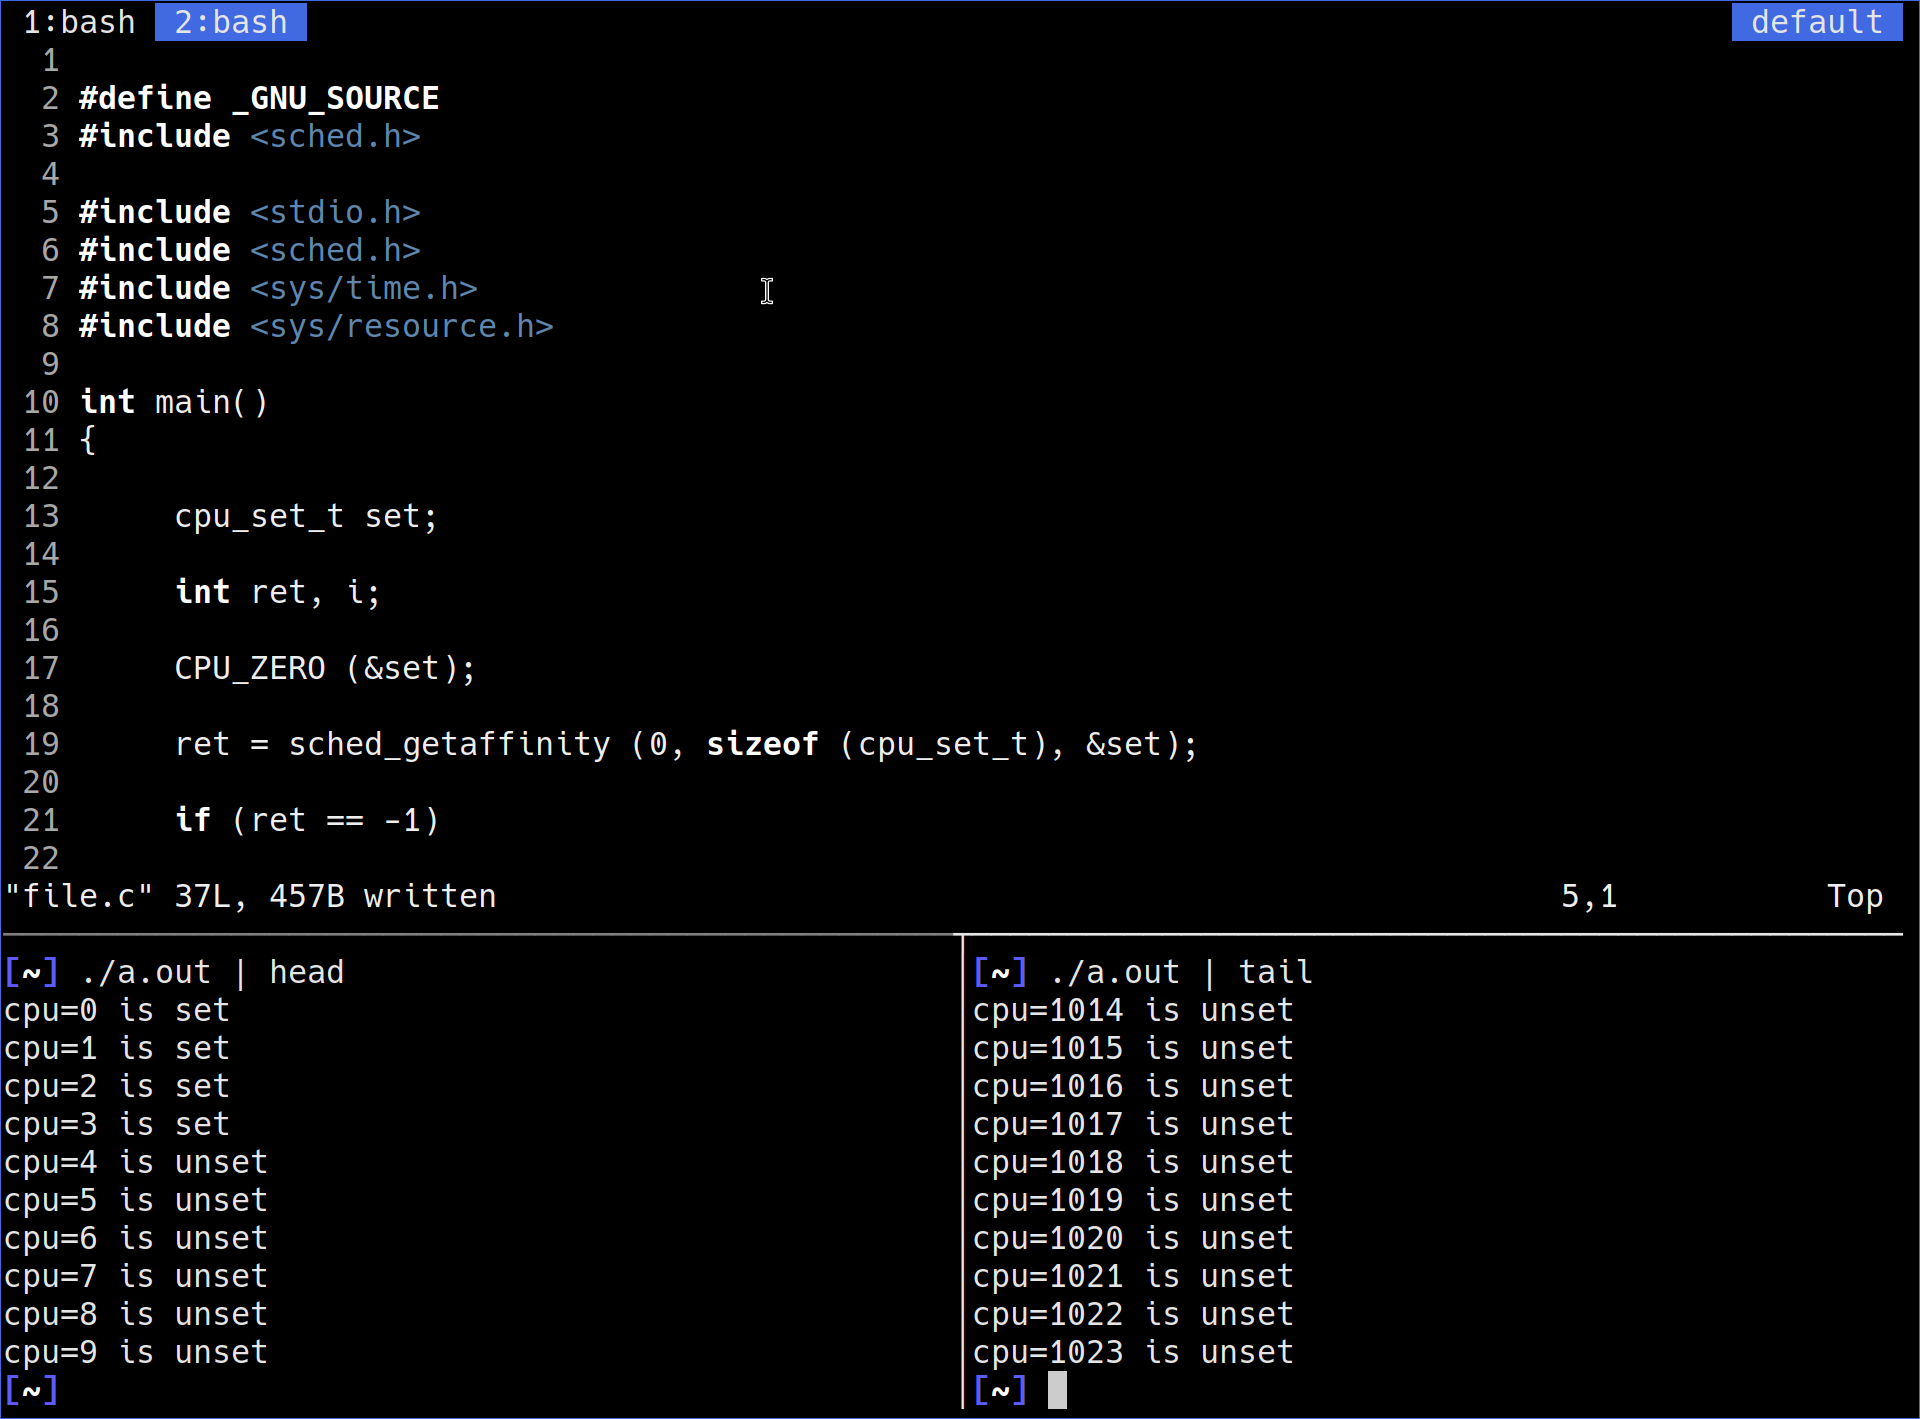 1:bash 2:bash default
1
2 #define _GNU_SOURCE
3 #include <sched.h>
4
5 #include <stdio.h>
6 #include <sched.h>
7 #include <sys/time.h>
8 #include <sys/resource.h>
9
10 int main()
11 {
12
13 cpu_set_t set;
14
15 int ret, i;
16
17 CPU_ZERO (&set);
18
19 ret = sched_getaffinity (0, sizeof (cpu_set_t), &set);
20
21 if (ret == -1)
22
"file.c" 37L, 457B written 5,1 Top
[~] ./a.out | head
cpu=0 is set
cpu=1 is set
cpu=2 is set
cpu=3 is set
cpu=4 is unset
cpu=5 is unset
cpu=6 is unset
cpu=7 is unset
cpu=8 is unset
cpu=9 is unset
[~]
[~] ./a.out | tail
cpu=1014 is unset
cpu=1015 is unset
cpu=1016 is unset
cpu=1017 is unset
cpu=1018 is unset
cpu=1019 is unset
cpu=1020 is unset
cpu=1021 is unset
cpu=1022 is unset
cpu=1023 is unset
[~]